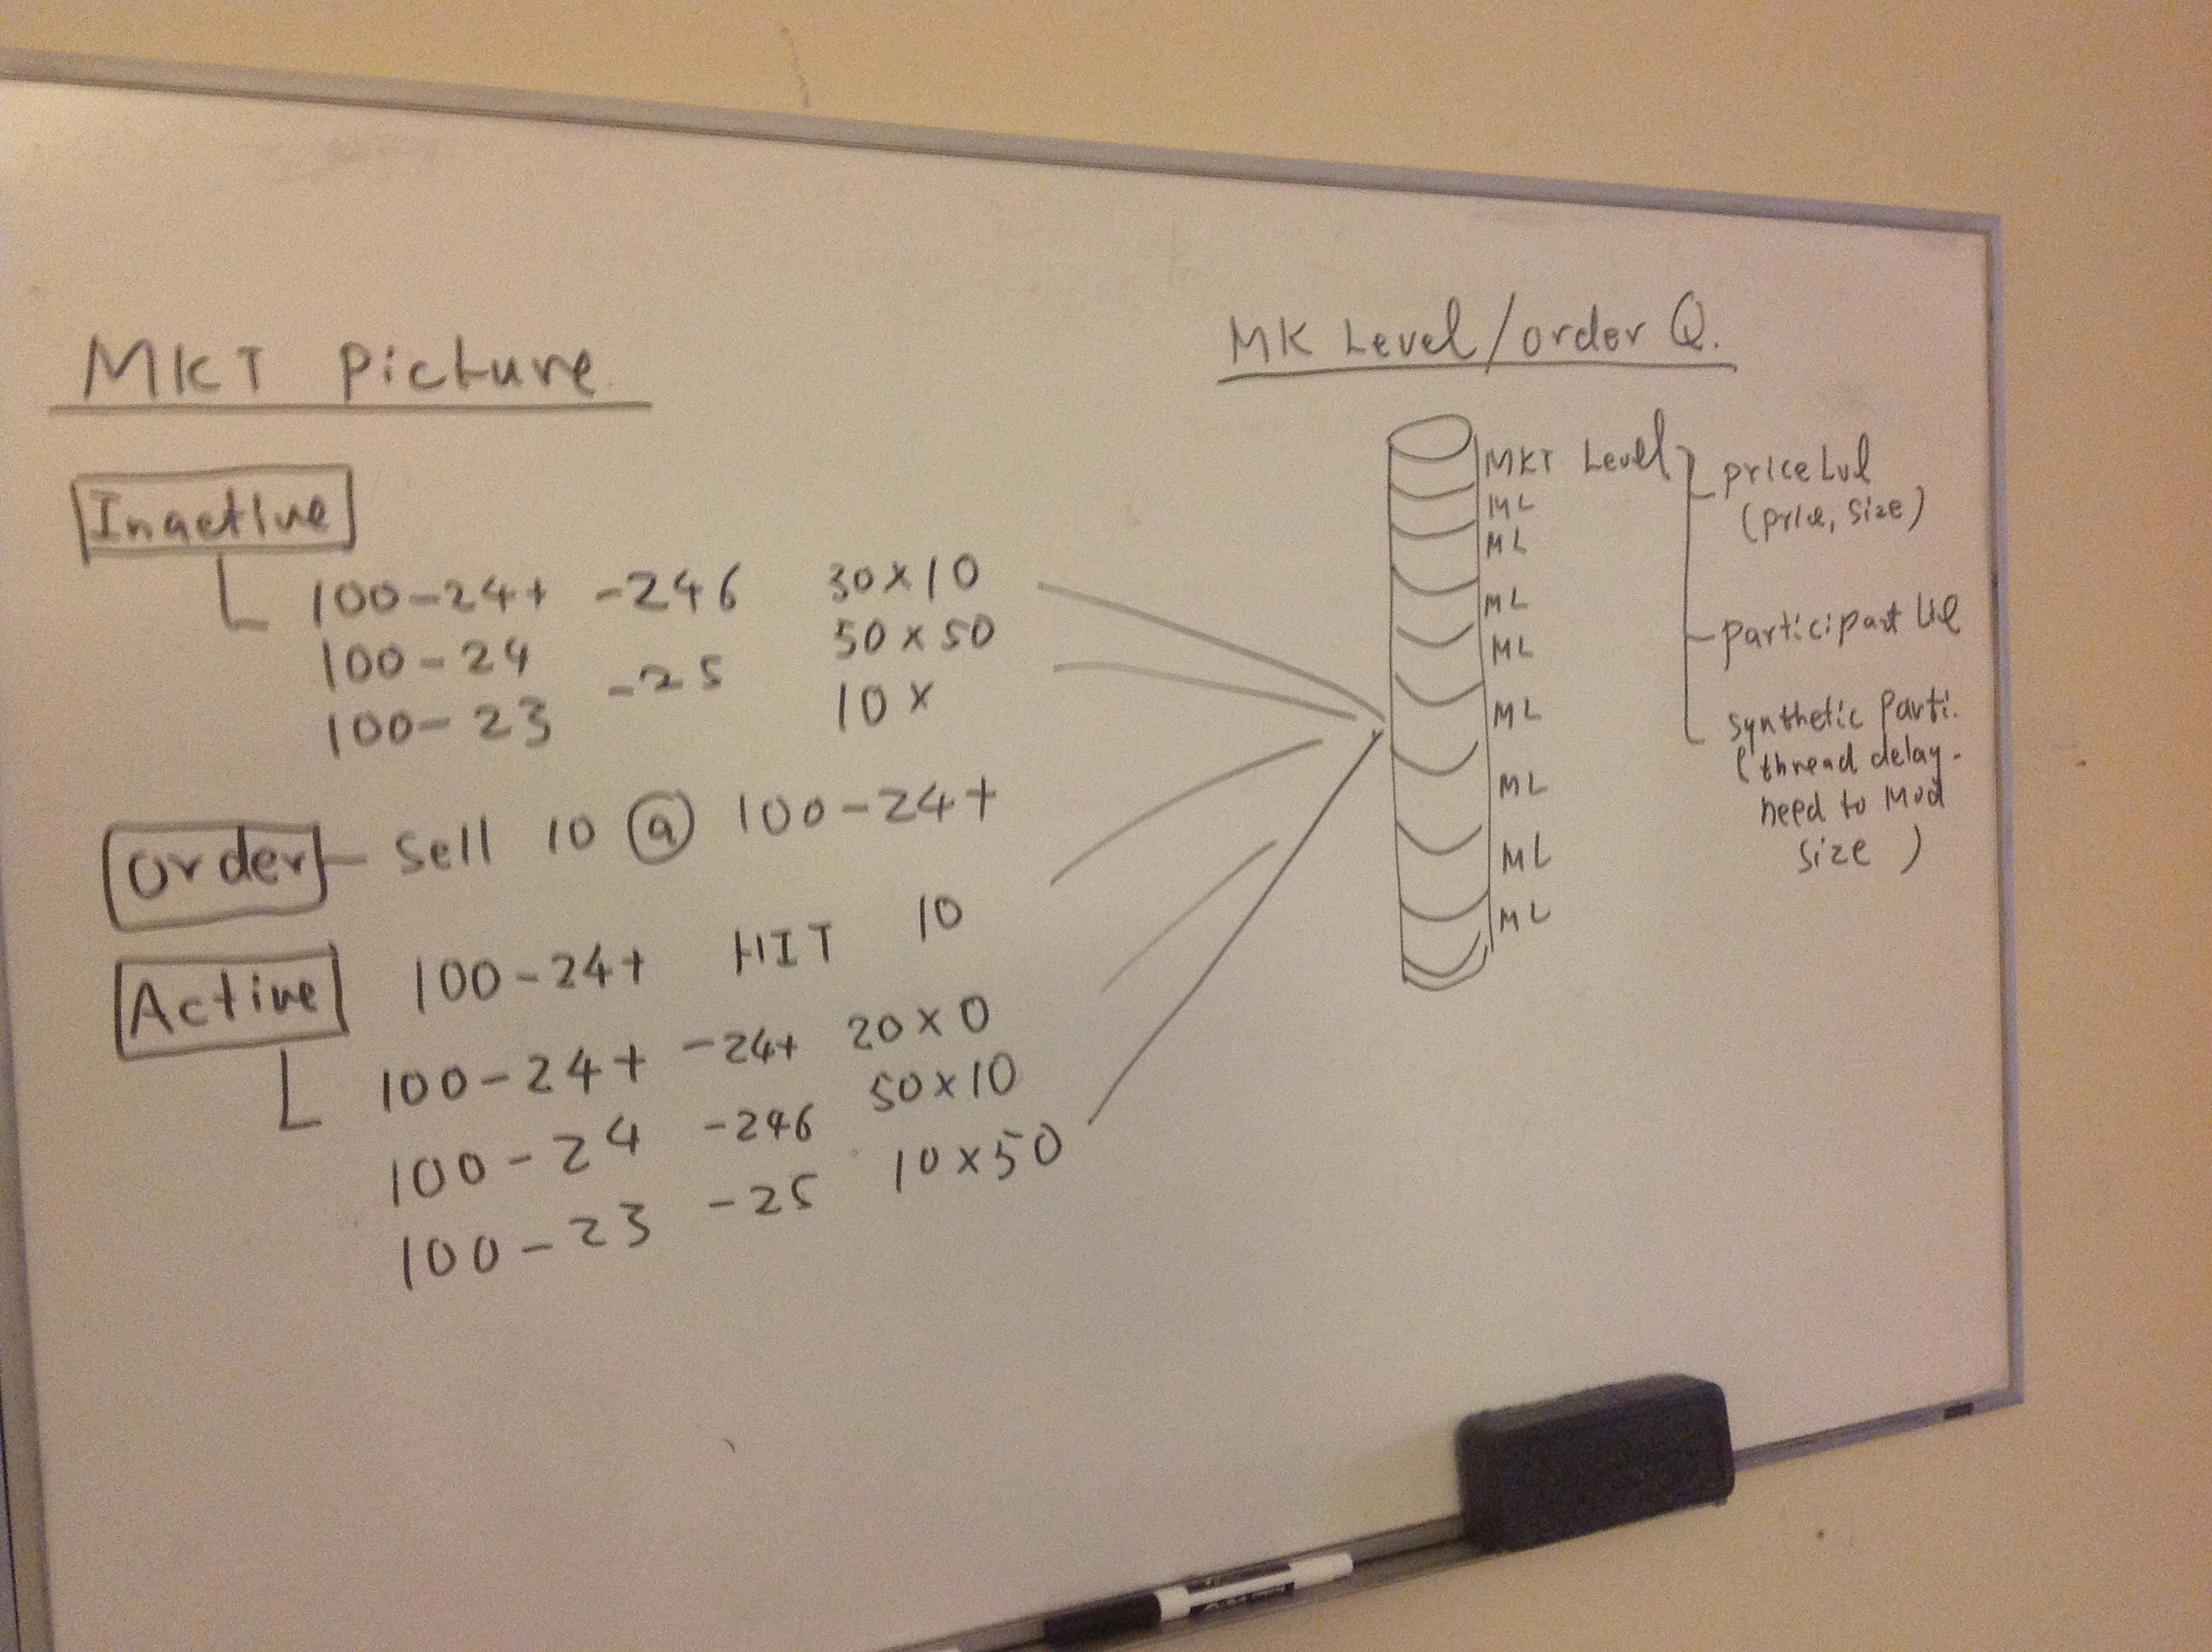 MKT Picture
Inactive
100-24+ -246 30x10
100-24 50x50
100-23 -25 10x
Order - Sell 10 @ 100-24+
Active 100-24+ HIT 10
100-24+ -24+ 20x0
100-24 -246 50x10
100-23 -25 10x50
MK Level/order Q.
MKT Level
ML
ML
ML
ML
ML
ML
ML
ML
price Lvl
(price, size)
participant
synthetic parti.
(thread delay.
need to Mod
size )